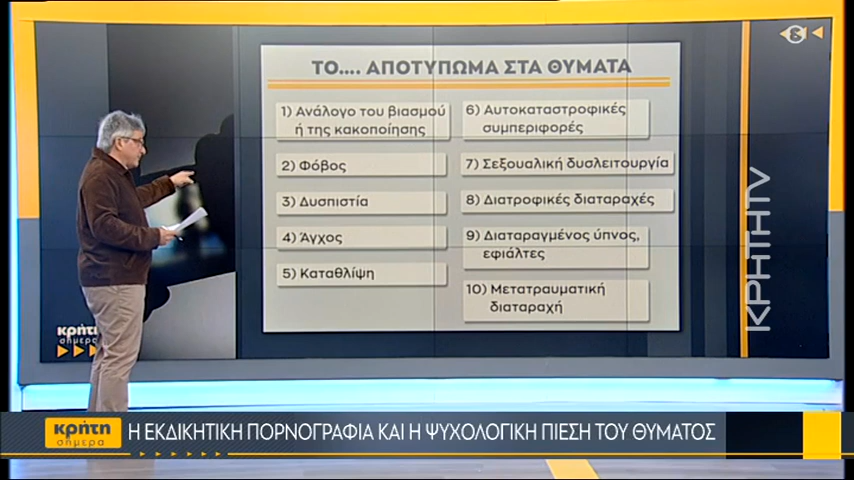 ΤΟ.... ΑΠΟΤΥΠΩΜΑ ΣΤΑ ΘΥΜΑΤΑ
1) Ανάλογο του βιασμού
ή της κακοποίησης
2) Φόβος
3) Δυσπιστία
4) Άγχος
5) Καταθλίψη
6) Αυτοκαταστροφικές
συμπεριφορές
7) Σεξουαλική δυσλειτουργία
8) Διατροφικές διαταραχές
9) Διαταραγμένος ύπνος,
εφιάλτες
10) Μετατραυματική
διαταραχή
ΚΡΗΤΗTV
κρήτη
σήμερα
κρήτη
σήμερα
Η ΕΚΔΙΚΗΤΙΚΗ ΠΟΡΝΟΓΡΑΦΙΑ ΚΑΙ Η ΨΥΧΟΛΟΓΙΚΗ ΠΙΕΣΗ ΤΟΥ ΘΥΜΑΤΟΣ